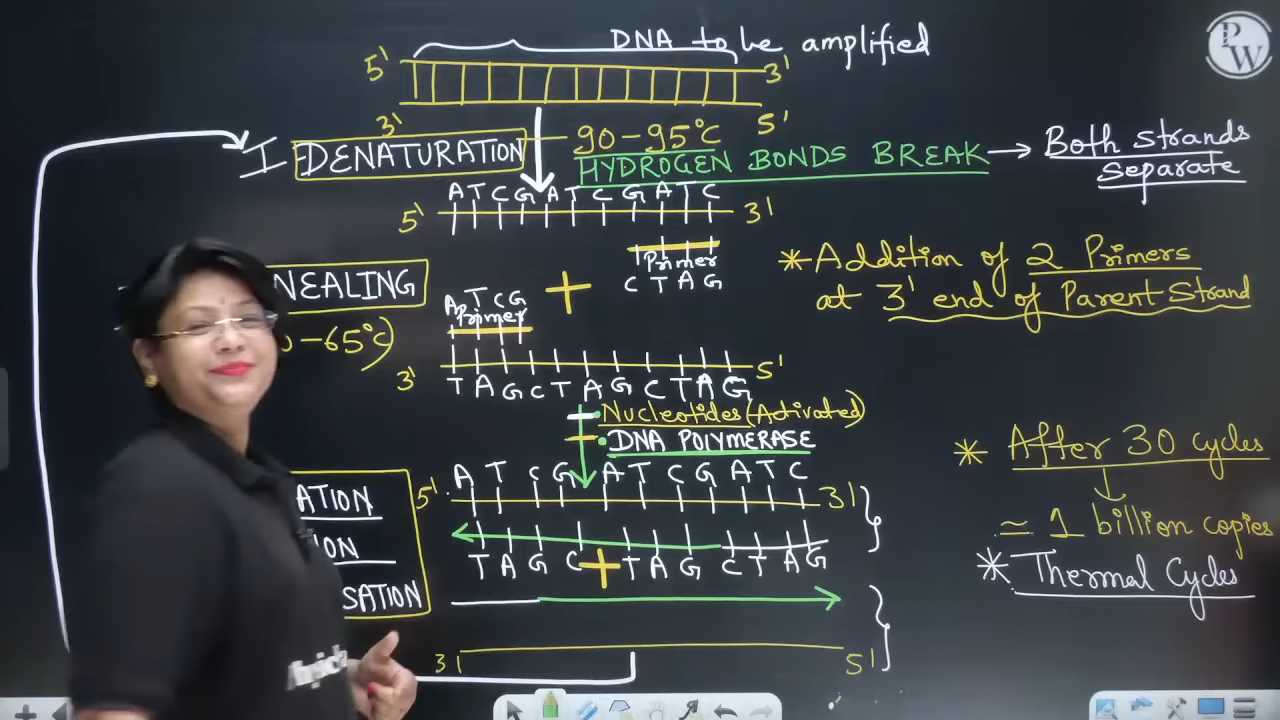 DNA to be amplified
5' 3'
3' 5'
PW
I DENATURATION 90-95°C
HYDROGEN BONDS BREAK → Both strands
separate
A T C G A T C G A T C
5' 3'
Primer
C T A G
NEALING
-65°C)
+
* Addition of 2 Primers
at 3' end of Parent Strand
A T C G
Primer
3' 5'
T A G C T A G C T A G
Nucleotides (Activated)
DNA POLYMERASE
* After 30 cycles
≃ 1 billion copies
* Thermal Cycles
A T C G A T C G A T C
5' 3'
ATION
ION
SATION
T A G C + T A G C T A G
3' 5'